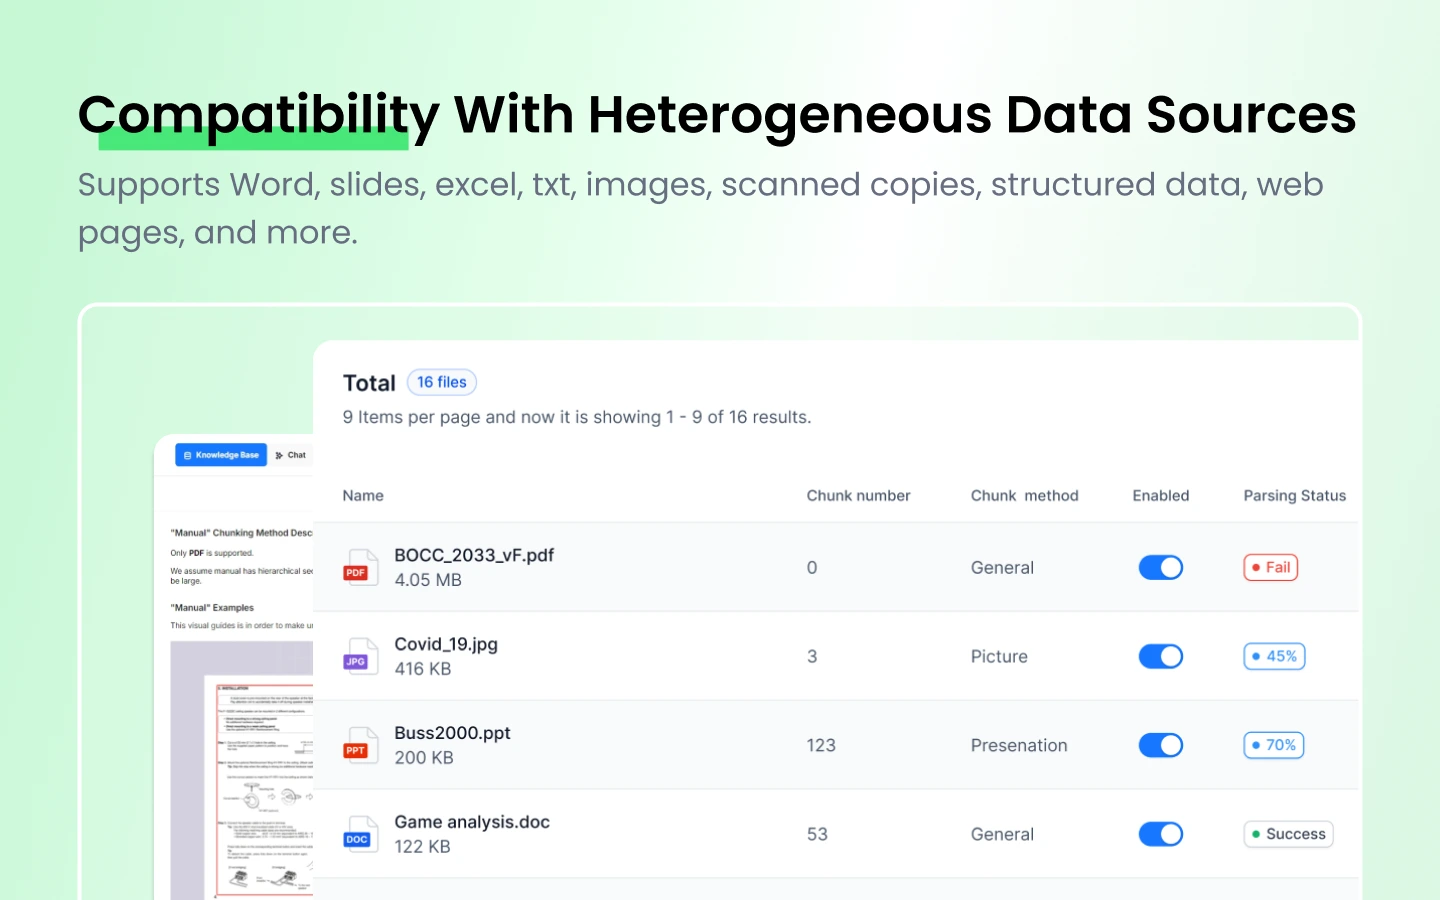 Compatibility With Heterogeneous Data Sources
Supports Word, slides, excel, txt, images, scanned copies, structured data, web
pages, and more.
Knowledge Base
Chat
"Manual" Chunking Method Desc
Only PDF is supported.
We assume manual has hierarchical sec
be large.
"Manual" Examples
This visual guides is in order to make u
Total 16 files
9 Items per page and now it is showing 1 - 9 of 16 results.
Name Chunk number Chunk method Enabled Parsing Status
PDF BOCC_2033_vF.pdf 0 General Fail
4.05 MB
JPG Covid_19.jpg 3 Picture 45%
416 KB
PPT Buss2000.ppt 123 Presenation 70%
200 KB
DOC Game analysis.doc 53 General Success
122 KB